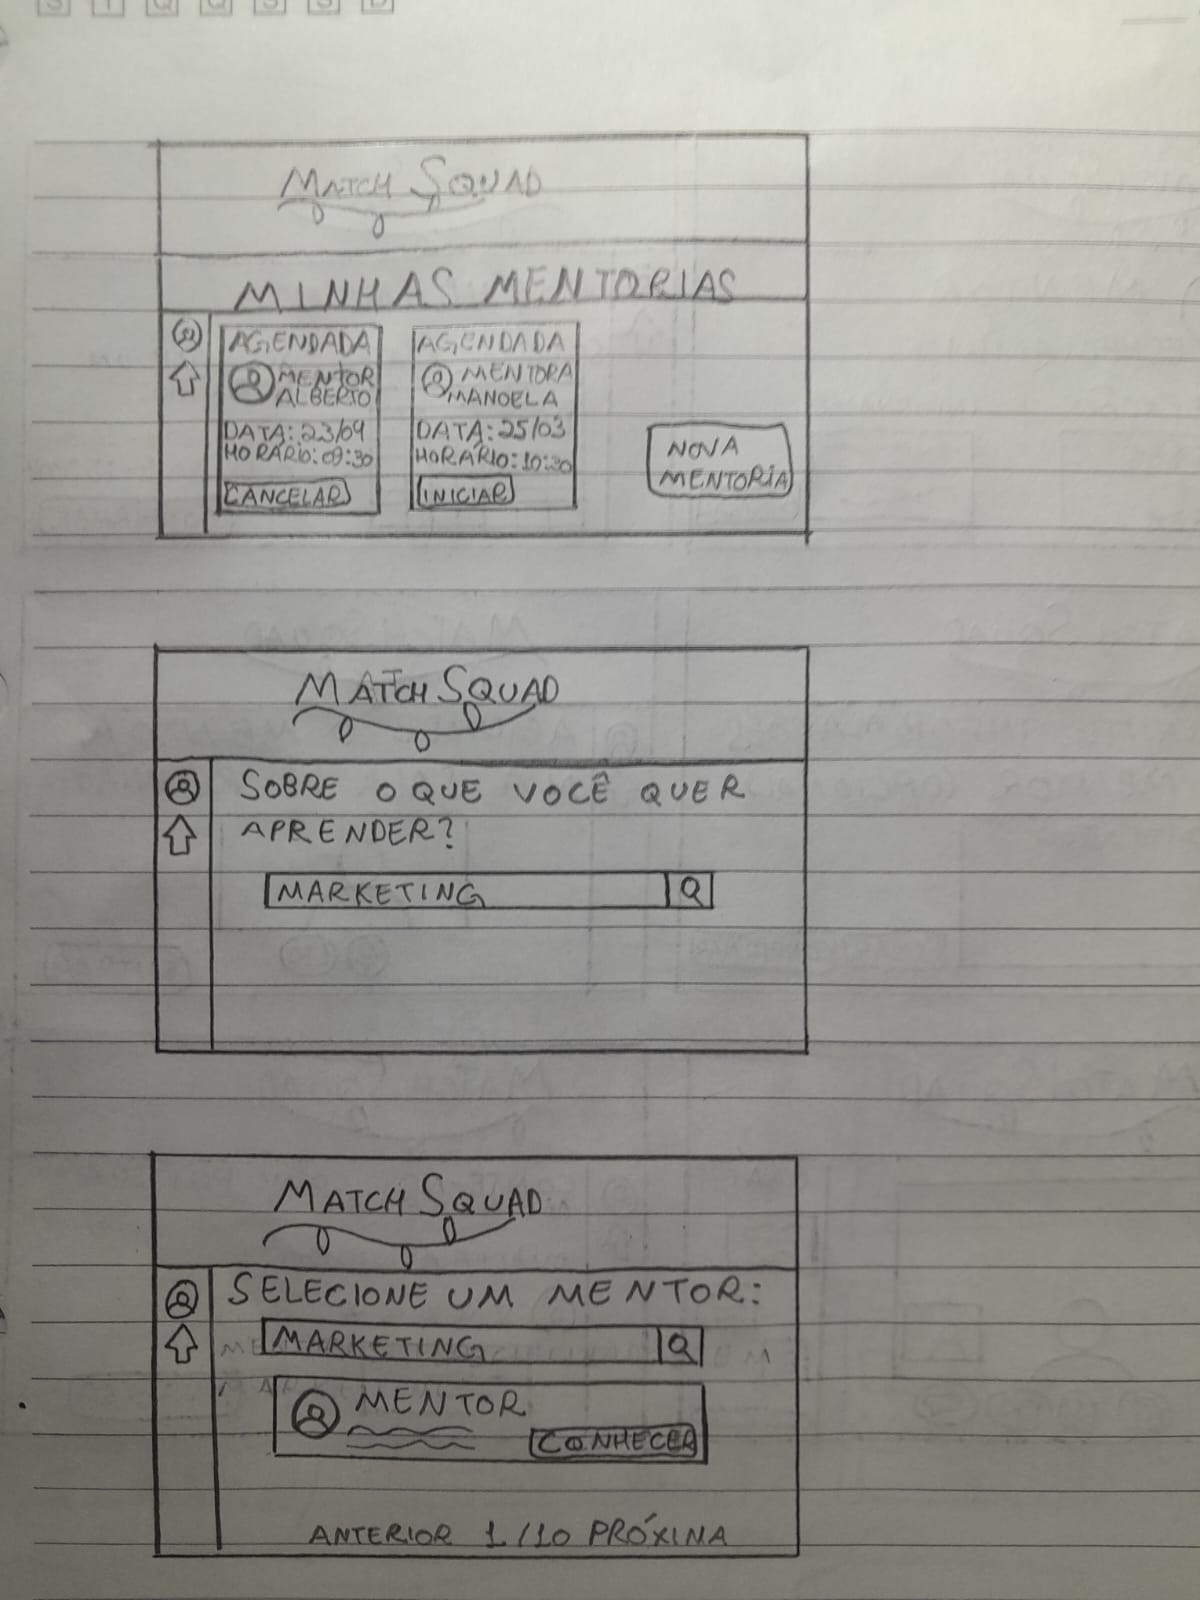 S T Q Q S S D
MATCH SQUAD
MINHAS MENTORIAS
AGENDADA
MENTOR
ALBERTO
DATA: 23/04
HORÁRIO: 09:30
CANCELAR
AGENDADA
MENTORA
MANOELA
DATA: 25/03
HORÁRIO: 10:30
INICIAR
NOVA
MENTORIA
MATCH SQUAD
SOBRE O QUE VOCÊ QUER
APRENDER?
MARKETING
MATCH SQUAD
SELECIONE UM MENTOR:
MARKETING
MENTOR
CONHECER
ANTERIOR 1/10 PRÓXINA